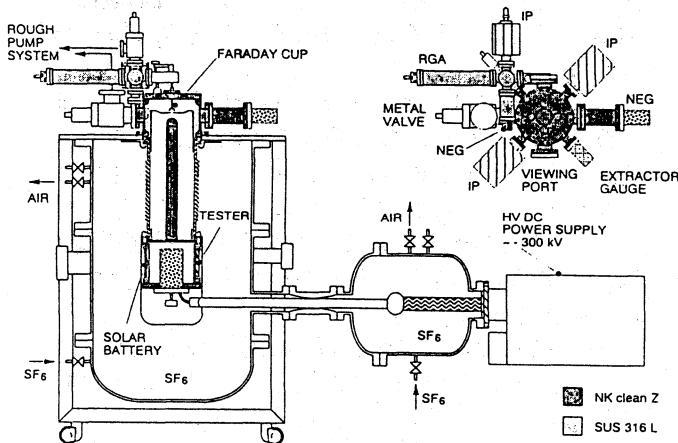 ROUGH
PUMP
SYSTEM
FARADAY CUP
IP
RGA
IP
NEG
METAL
VALVE
NEG
IP
VIEWING
PORT
EXTRACTOR
GAUGE
AIR
TESTER
AIR
HV DC
POWER SUPPLY
-- 300 kV
SOLAR
BATTERY
SF6
SF6
SF6
SF6
NK clean Z
SUS 316 L